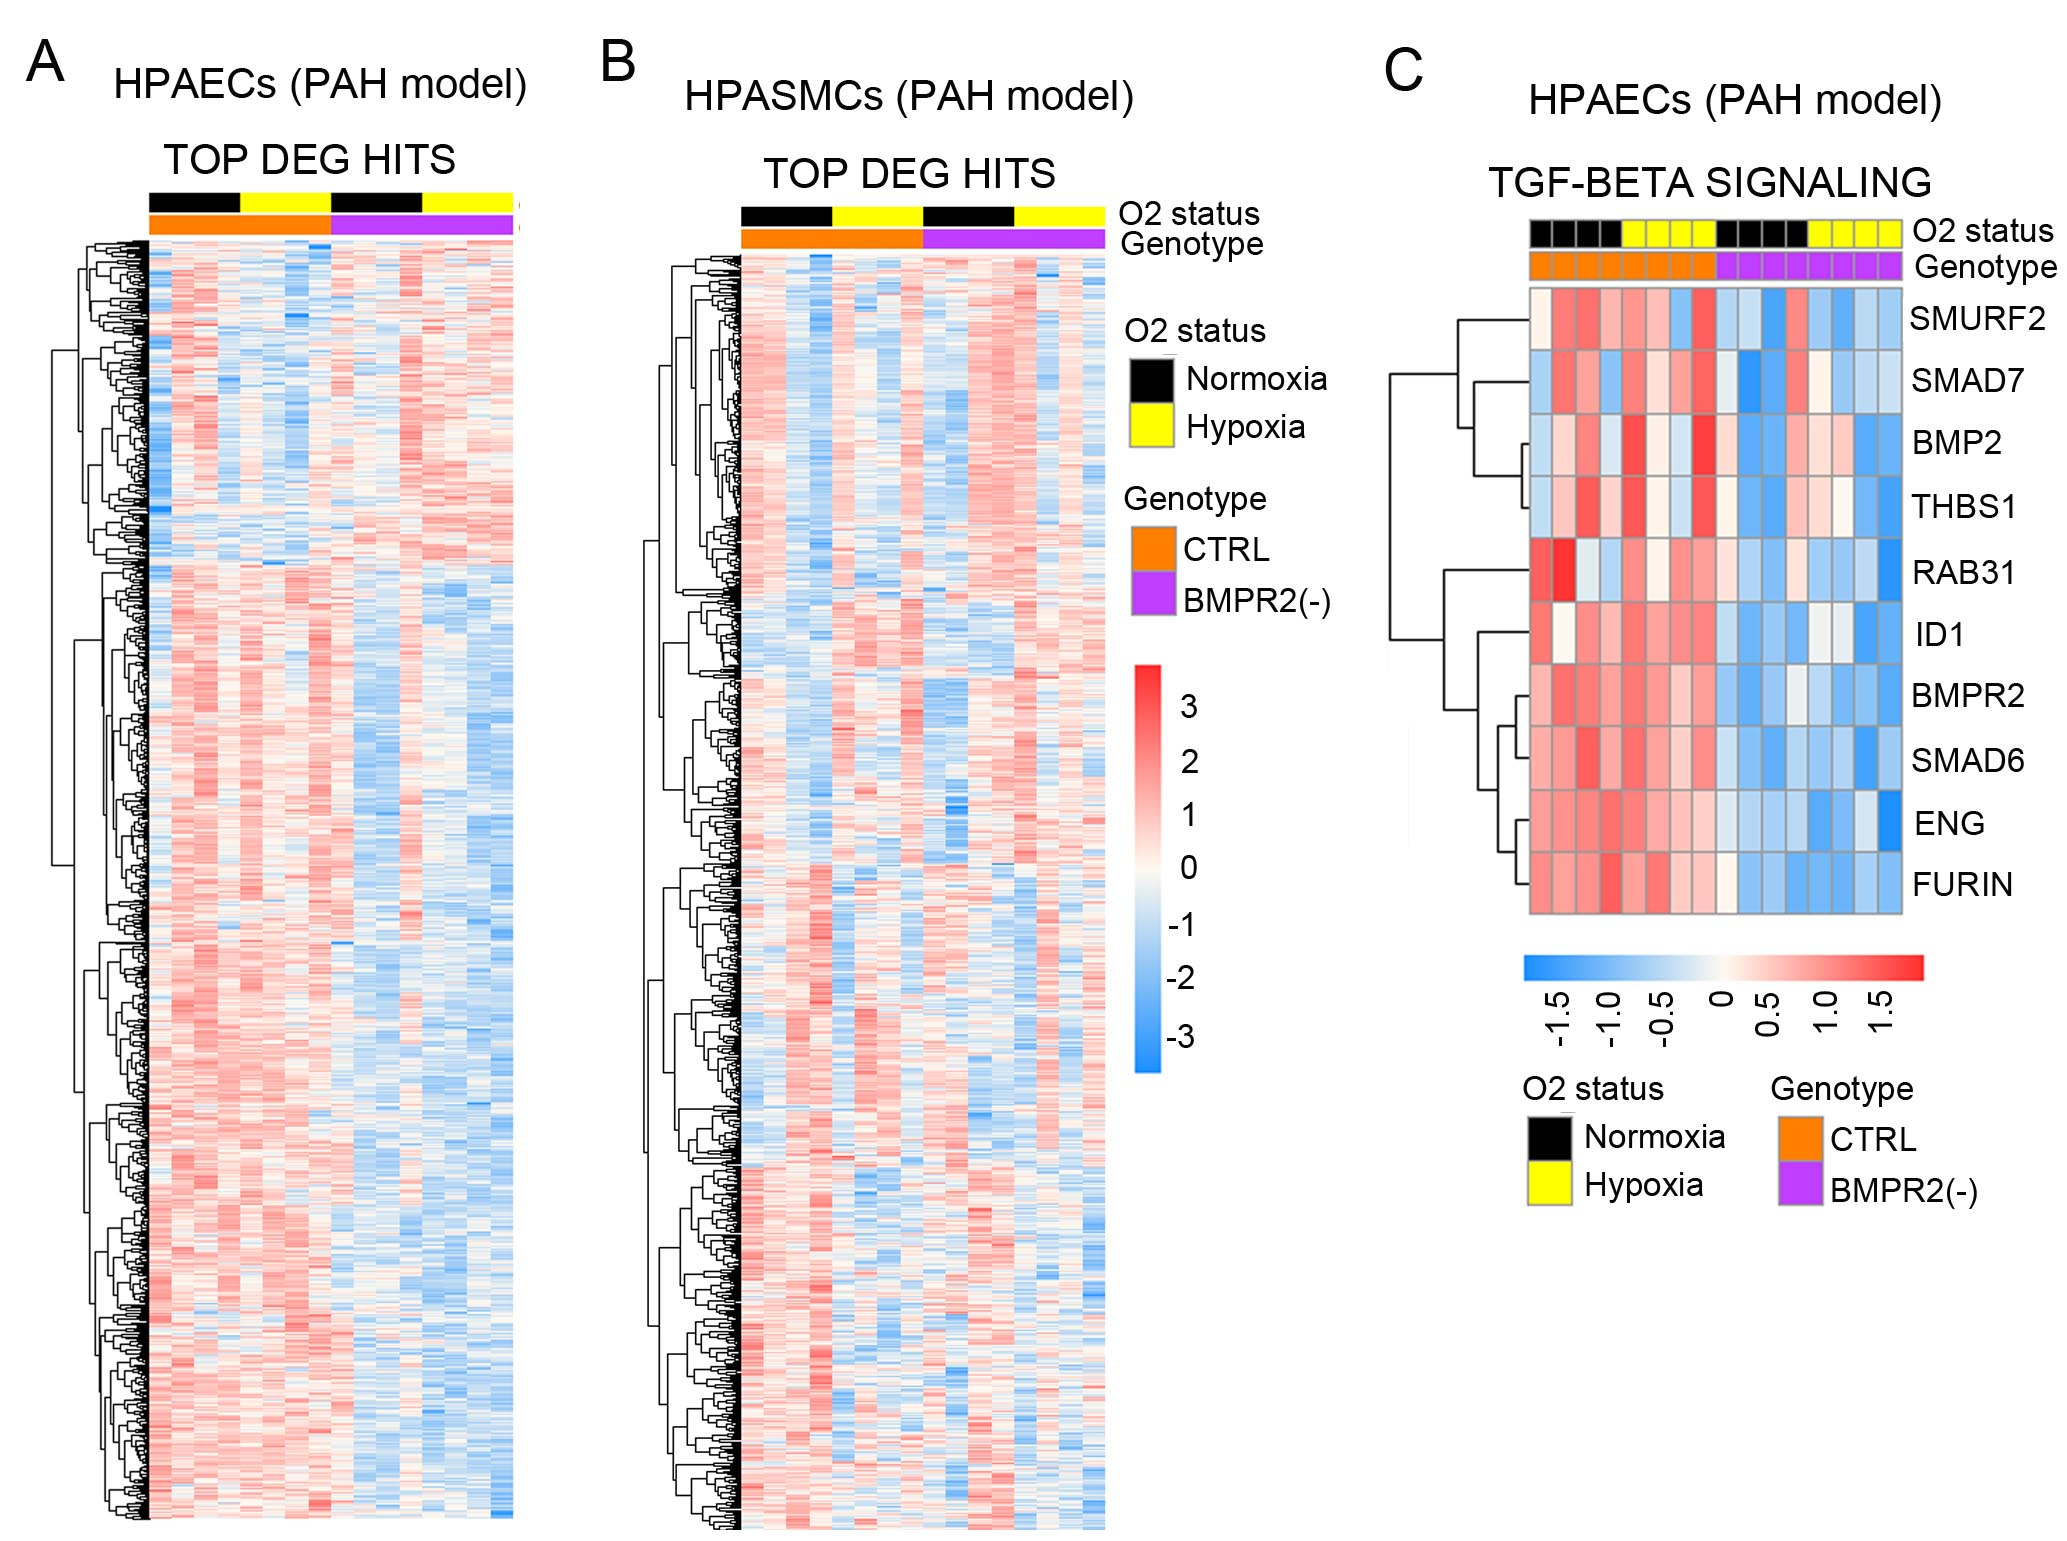 A
HPAECs (PAH model)
TOP DEG HITS
B
HPASMCs (PAH model)
TOP DEG HITS
O2 status
Genotype
O2 status
Normoxia
Hypoxia
Genotype
CTRL
BMPR2(-)
3
2
1
0
-1
-2
-3
C
HPAECs (PAH model)
TGF-BETA SIGNALING
O2 status
Genotype
SMURF2
SMAD7
BMP2
THBS1
RAB31
ID1
BMPR2
SMAD6
ENG
FURIN
-1.5 -1.0 -0.5 0 0.5 1.0 1.5
O2 status
Normoxia
Hypoxia
Genotype
CTRL
BMPR2(-)